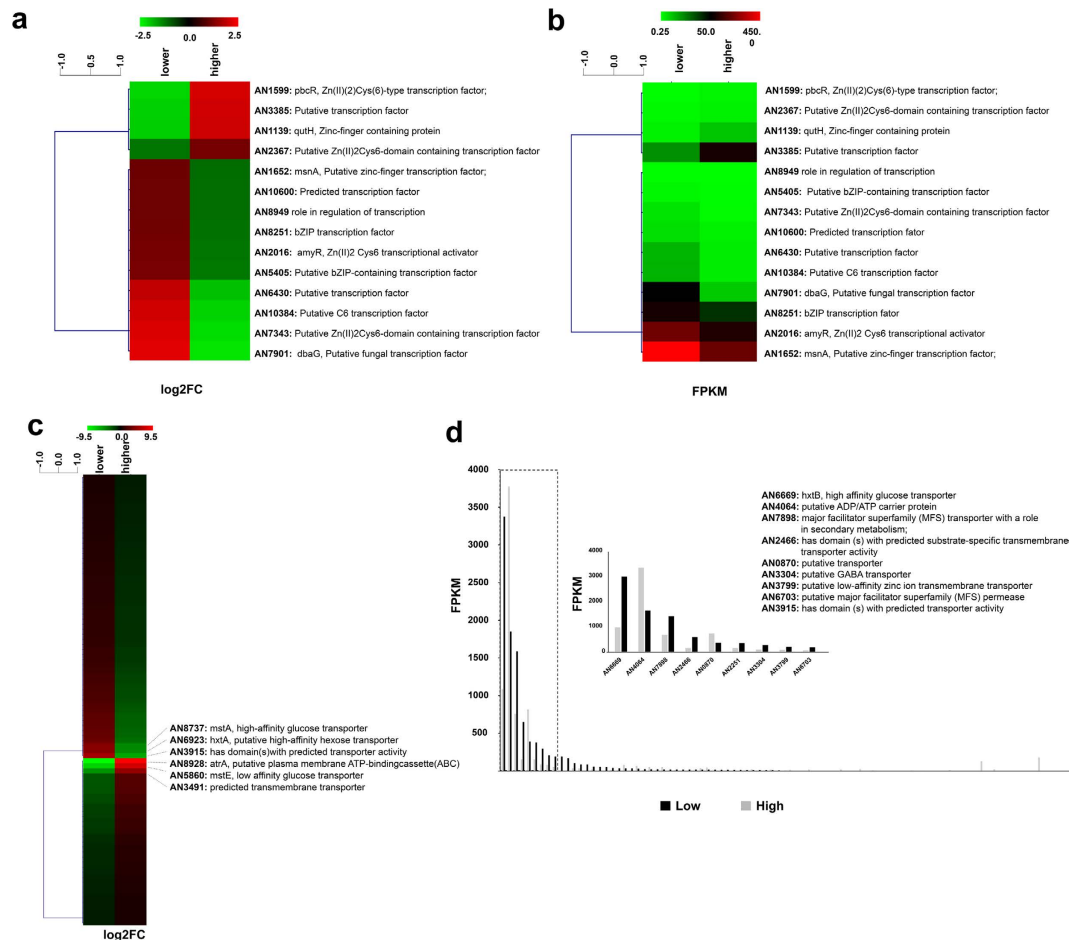 a
-2.5 0.0 2.5
-1.0 0.5 1.0
lower higher
AN1599: pbcR, Zn(II)(2)Cys(6)-type transcription factor;
AN3385: Putative transcription factor
AN1139: qutH, Zinc-finger containing protein
AN2367: Putative Zn(II)2Cys6-domain containing transcription factor
AN1652: msnA, Putative zinc-finger transcription factor;
AN10600: Predicted transcription factor
AN8949 role in regulation of transcription
AN8251: bZIP transcription factor
AN2016: amyR, Zn(II)2 Cys6 transcriptional activator
AN5405: Putative bZIP-containing transcription factor
AN6430: Putative transcription factor
AN10384: Putative C6 transcription factor
AN7343: Putative Zn(II)2Cys6-domain containing transcription factor
AN7901: dbaG, Putative fungal transcription factor
log2FC
b
0.25 50.0 450.
0
-1.0 0.5 1.0
lower higher
AN1599: pbcR, Zn(II)(2)Cys(6)-type transcription factor;
AN2367: Putative Zn(II)2Cys6-domain containing transcription factor
AN1139: qutH, Zinc-finger containing protein
AN3385: Putative transcription factor
AN8949 role in regulation of transcription
AN5405: Putative bZIP-containing transcription factor
AN7343: Putative Zn(II)2Cys6-domain containing transcription factor
AN10600: Predicted transcription fator
AN6430: Putative transcription factor
AN10384: Putative C6 transcription factor
AN7901: dbaG, Putative fungal transcription factor
AN8251: bZIP transcription fator
AN2016: amyR, Zn(II)2 Cys6 transcriptional activator
AN1652: msnA, Putative zinc-finger transcription factor;
FPKM
c
-9.5 0.0 9.5
-1.0 0.0 1.0
lower higher
AN8737: mstA, high-affinity glucose transporter
AN6923: hxtA, putative high-affinity hexose transporter
AN3915: has domain(s)with predicted transporter activity
AN8928: atrA, putative plasma membrane ATP-bindingcassette(ABC)
AN5860: mstE, low affinity glucose transporter
AN3491: predicted transmembrane transporter
log2FC
d
FPKM
4000
3500
3000
2500
2000
1500
1000
500
FPKM
4000
3000
2000
1000
0
AN6669 AN4064 AN7898 AN2466 AN0870 AN2251 AN3304 AN3799 AN6703
AN6669: hxtB, high affinity glucose transporter
AN4064: putative ADP/ATP carrier protein
AN7898: major facilitator superfamily (MFS) transporter with a role
in secondary metabolism;
AN2466: has domain (s) with predicted substrate-specific transmembrane
transporter activity
AN0870: putative transporter
AN3304: putative GABA transporter
AN3799: putative low-affinity zinc ion transmembrane transporter
AN6703: putative major facilitator superfamily (MFS) permease
AN3915: has domain (s) with predicted transporter activity
Low High